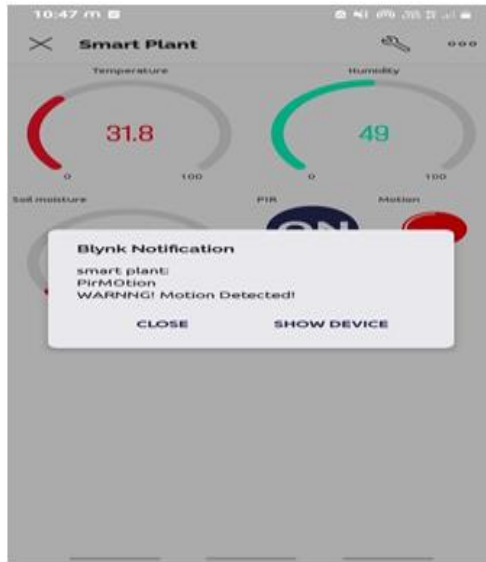 10:47
Smart Plant
Temperature
Humidity
31.8
49
0
100
0
100
Soil moisture
PIR
Motion
ON
Blynk Notification
smart plant:
PirMOtion
WARNNG! Motion Detected!
CLOSE
SHOW DEVICE